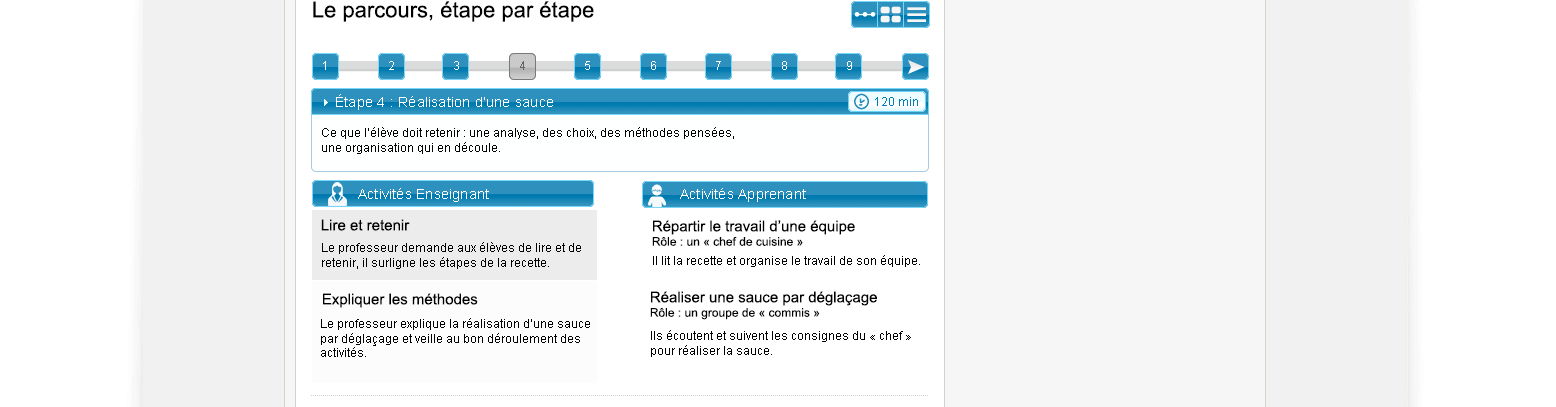 Le parcours, étape par étape
1 2 3 4 5 6 7 8 9
Étape 4 : Réalisation d'une sauce
120 min
Ce que l'élève doit retenir : une analyse, des choix, des méthodes pensées,
une organisation qui en découle.
Activités Enseignant
Lire et retenir
Le professeur demande aux élèves de lire et de
retenir, il surligne les étapes de la recette.
Expliquer les méthodes
Le professeur explique la réalisation d'une sauce
par déglaçage et veille au bon déroulement des
activités.
Activités Apprenant
Répartir le travail d'une équipe
Rôle : un « chef de cuisine »
Il lit la recette et organise le travail de son équipe.
Réaliser une sauce par déglaçage
Rôle : un groupe de « commis »
Ils écoutent et suivent les consignes du « chef »
pour réaliser la sauce.